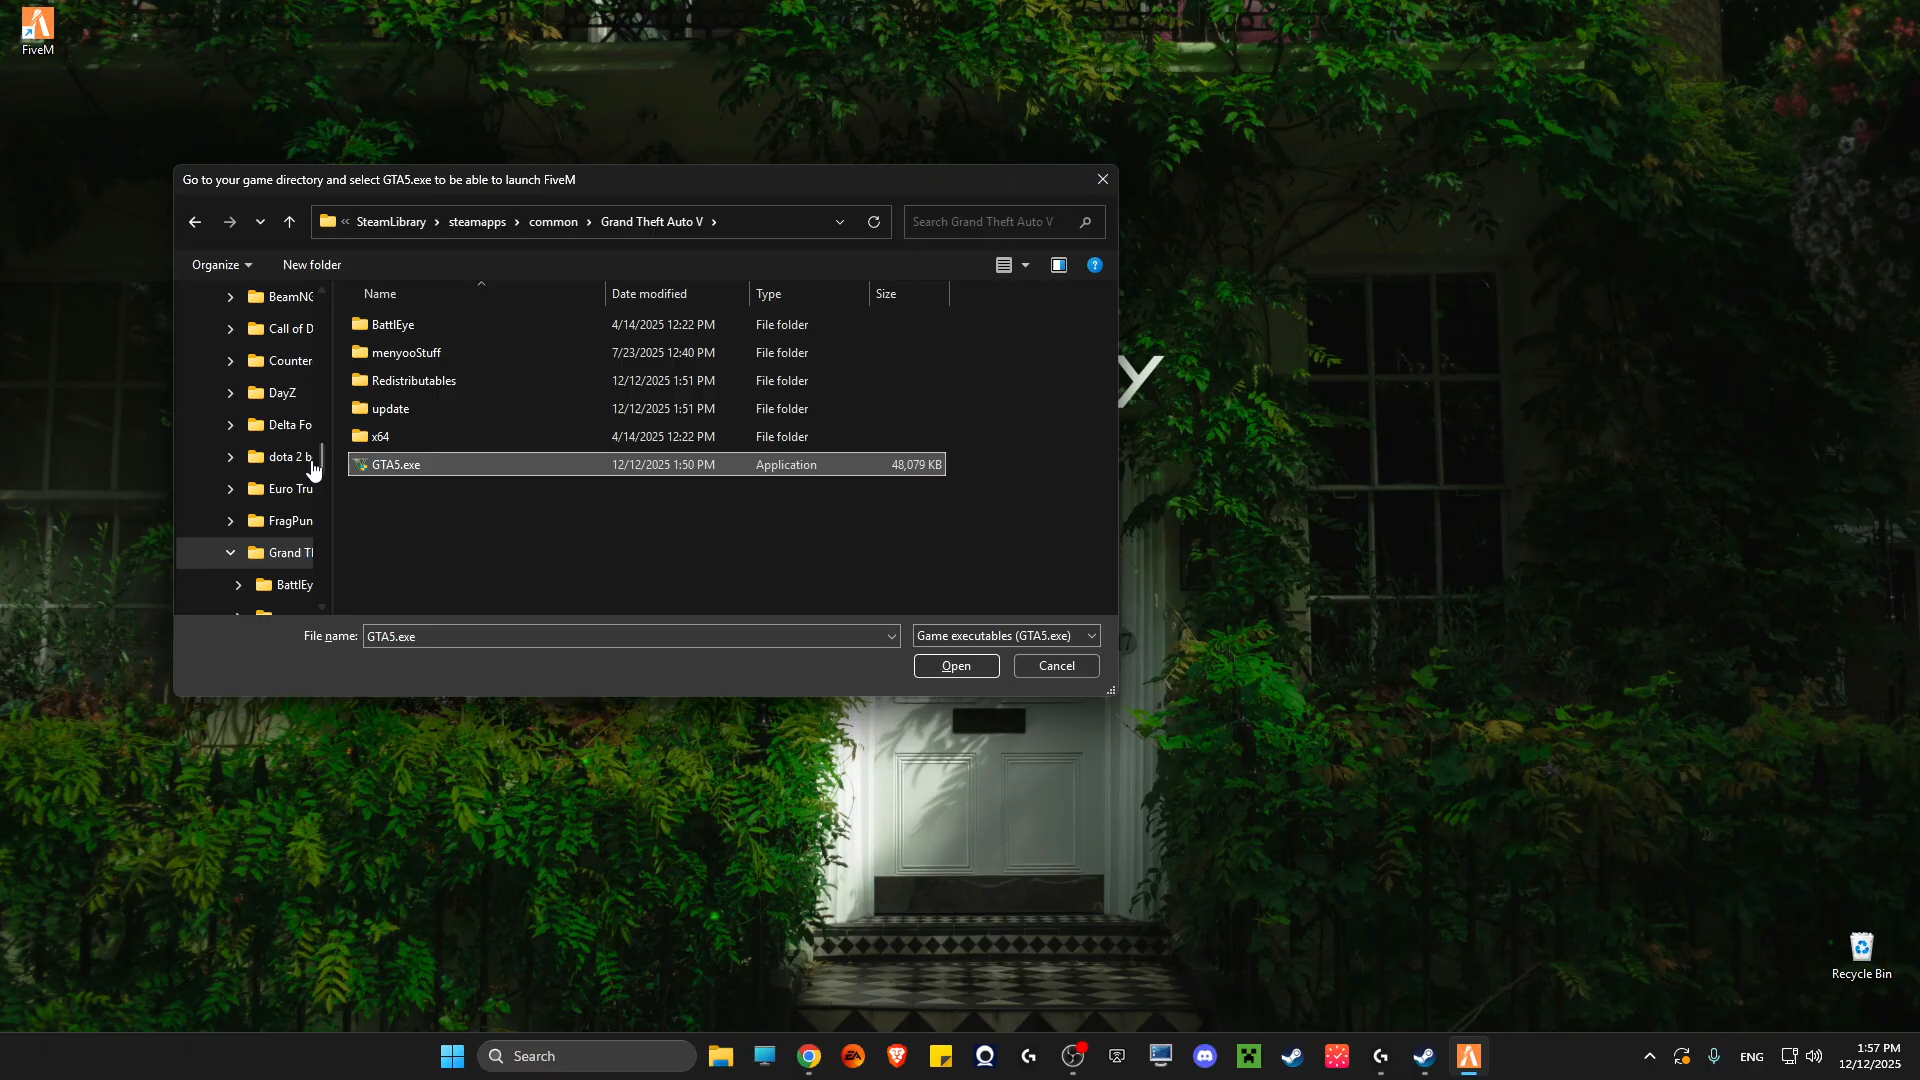 FiveM
Go to your game directory and select GTA5.exe to be able to launch FiveM
« SteamLibrary › steamapps › common › Grand Theft Auto V ›
Search Grand Theft Auto V
Organize
New folder
Name
Date modified
Type
Size
BeamNG
Call of D
Counter
DayZ
Delta Fo
dota 2 b
Euro Tru
FragPun
Grand Tl
BattlEy
BattlEye 4/14/2025 12:22 PM File folder
menyooStuff 7/23/2025 12:40 PM File folder
Redistributables 12/12/2025 1:51 PM File folder
update 12/12/2025 1:51 PM File folder
x64 4/14/2025 12:22 PM File folder
GTA5.exe 12/12/2025 1:50 PM Application 48,079 KB
File name: GTA5.exe
Game executables (GTA5.exe)
Open
Cancel
y
Recycle Bin
Search
ENG
1:57 PM
12/12/2025